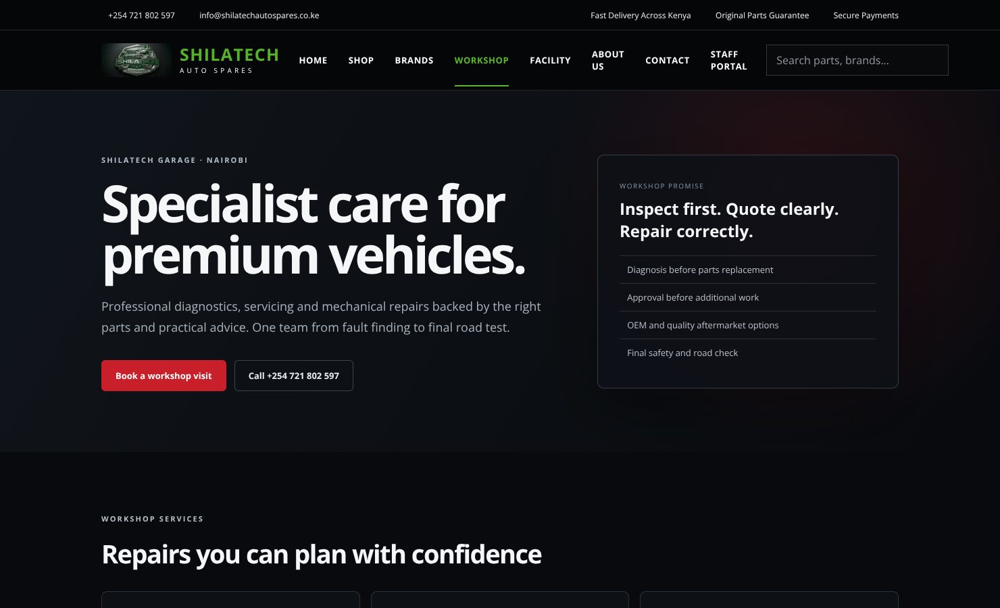 +254 721 802 597
info@shilatechautospares.co.ke
Fast Delivery Across Kenya
Original Parts Guarantee
Secure Payments
SHILATECH
SHILATECH
AUTO SPARES
HOME
SHOP
BRANDS
WORKSHOP
FACILITY
ABOUT
US
CONTACT
STAFF
PORTAL
Search parts, brands...
SHILATECH GARAGE · NAIROBI
Specialist care for
premium vehicles.
Professional diagnostics, servicing and mechanical repairs backed by the right
parts and practical advice. One team from fault finding to final road test.
Book a workshop visit
Call +254 721 802 597
WORKSHOP PROMISE
Inspect first. Quote clearly.
Repair correctly.
Diagnosis before parts replacement
Approval before additional work
OEM and quality aftermarket options
Final safety and road check
WORKSHOP SERVICES
Repairs you can plan with confidence